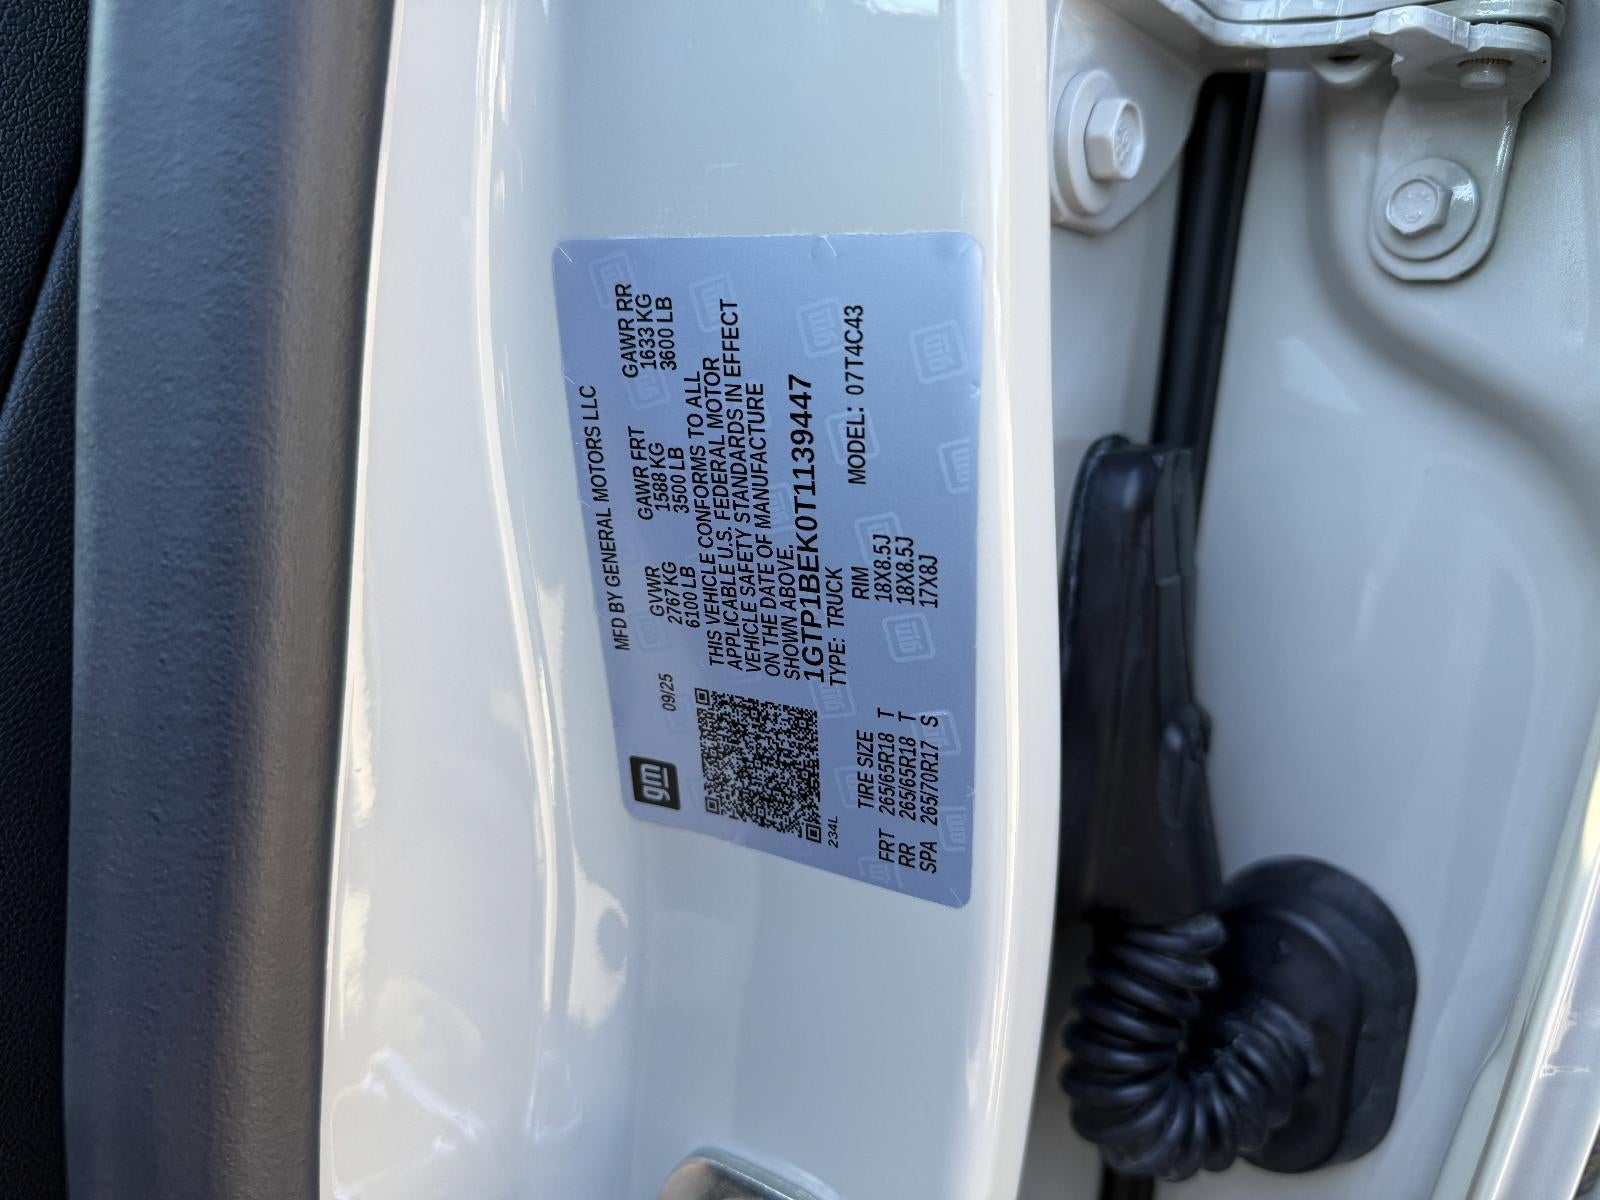 gm
09/25
MFD BY GENERAL MOTORS LLC
GVWR GAWR FRT GAWR RR
2767 KG 1588 KG 1633 KG
6100 LB 3500 LB 3600 LB
THIS VEHICLE CONFORMS TO ALL
APPLICABLE U.S. FEDERAL MOTOR
VEHICLE SAFETY STANDARDS IN EFFECT
ON THE DATE OF MANUFACTURE
SHOWN ABOVE.
1GTP1BEK0T1139447
TYPE: TRUCK MODEL: 07T4C43
234L
TIRE SIZE RIM
FRT 265/65R18 T 18X8.5J
RR 265/65R18 T 18X8.5J
SPA 265/70R17 S 17X8J